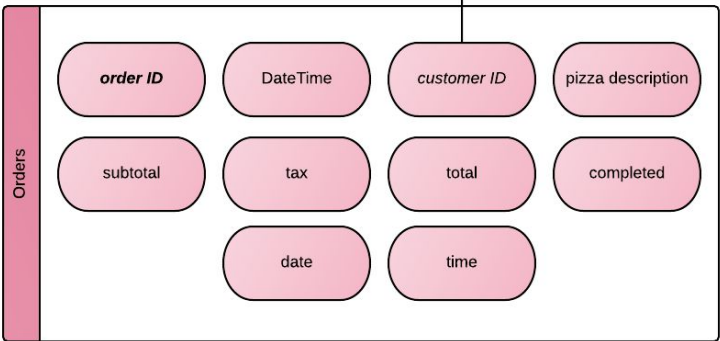 Orders
order ID
DateTime
customer ID
pizza description
subtotal
tax
total
completed
date
time